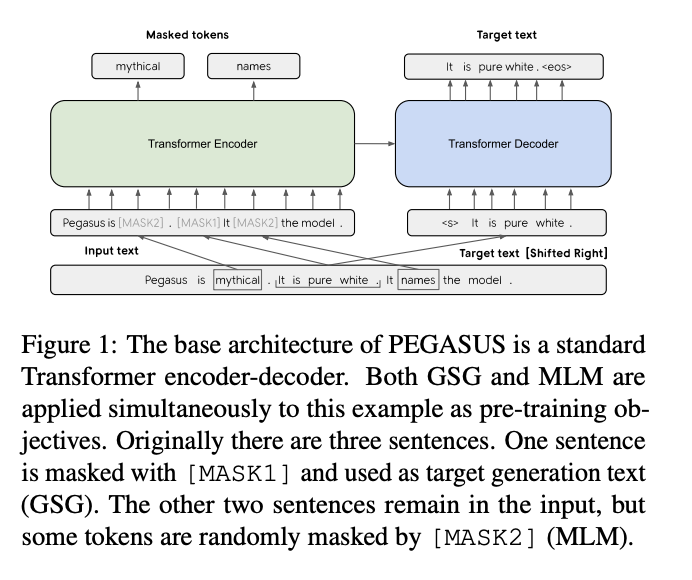 Masked tokens
Target text
mythical
names
It is pure white . <eos>
Transformer Encoder
Transformer Decoder
Pegasus is [MASK2] . [MASK1] It [MASK2] the model .
<s> It is pure white .
Input text
Target text [Shifted Right]
Pegasus is mythical . It is pure white . It names the model .
Figure 1: The base architecture of PEGASUS is a standard
Transformer encoder-decoder. Both GSG and MLM are
applied simultaneously to this example as pre-training ob-
jectives. Originally there are three sentences. One sentence
is masked with [MASK1] and used as target generation text
(GSG). The other two sentences remain in the input, but
some tokens are randomly masked by [MASK2] (MLM).